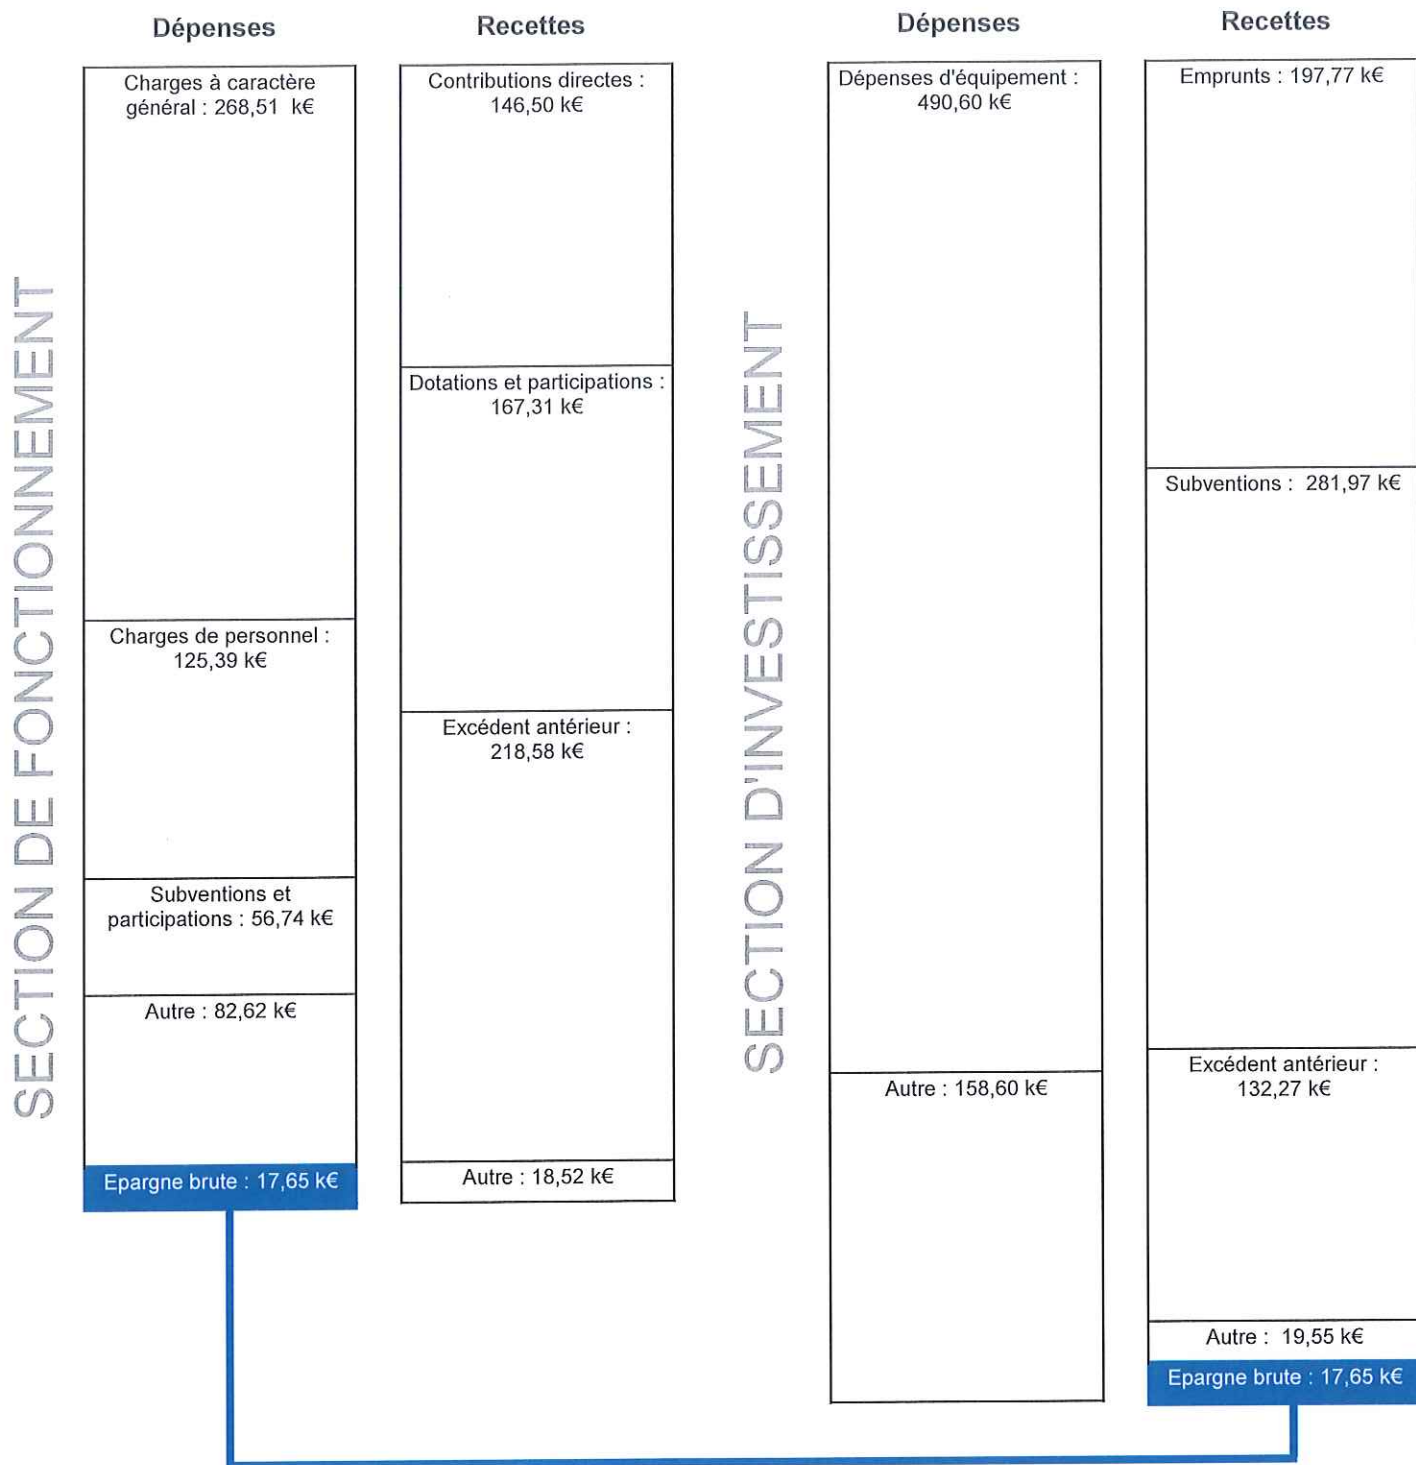 SECTION DE FONCTIONNEMENT
Dépenses
Charges à caractère
général : 268,51 k€
Charges de personnel :
125,39 k€
Subventions et
participations : 56,74 k€
Autre : 82,62 k€
Epargne brute : 17,65 k€
Recettes
Contributions directes :
146,50 k€
Dotations et participations :
167,31 k€
Excédent antérieur :
218,58 k€
Autre : 18,52 k€
SECTION D'INVESTISSEMENT
Dépenses
Dépenses d'équipement :
490,60 k€
Autre : 158,60 k€
Recettes
Emprunts : 197,77 k€
Subventions : 281,97 k€
Excédent antérieur :
132,27 k€
Autre : 19,55 k€
Epargne brute : 17,65 k€